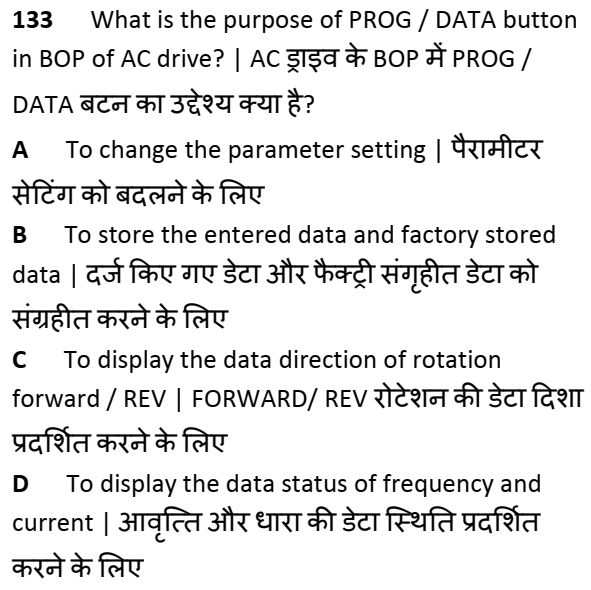 133 What is the purpose of PROG / DATA button
in BOP of AC drive? | AC ड्राइव के BOP में PROG /
DATA बटन का उद्देश्य क्या है?
A To change the parameter setting | पैरामीटर
सेटिंग को बदलने के लिए
B To store the entered data and factory stored
data | दर्ज किए गए डेटा और फैक्ट्री संगृहीत डेटा को
संग्रहीत करने के लिए
C To display the data direction of rotation
forward / REV | FORWARD/ REV रोटेशन की डेटा दिशा
प्रदर्शित करने के लिए
D To display the data status of frequency and
current | आवृत्ति और धारा की डेटा स्थिति प्रदर्शित
करने के लिए